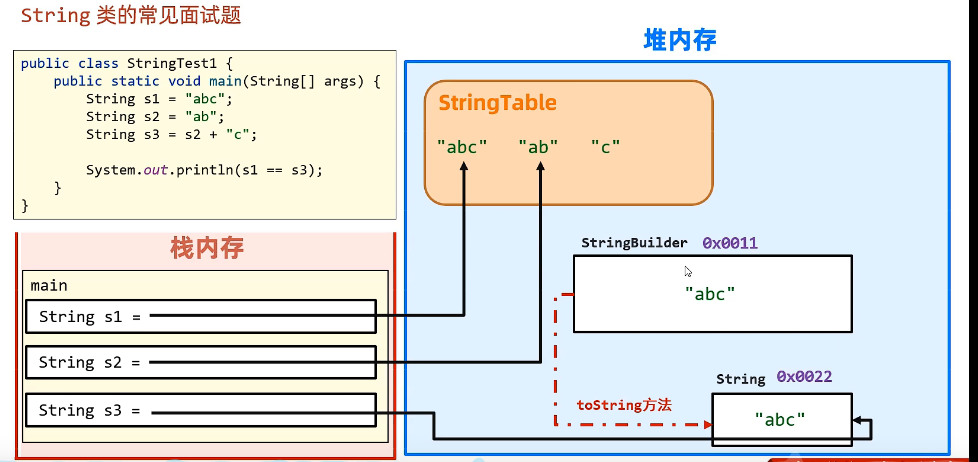 String 类的常见面试题
堆内存
public class StringTest1 {
    public static void main(String[] args) {
        String s1 = "abc";
        String s2 = "ab";
        String s3 = s2 + "c";
        System.out.println(s1 == s3);
    }
}
StringTable
"abc" "ab" "c"
栈内存
main
String s1 =
String s2 =
String s3 =
StringBuilder 0x0011
"abc"
String 0x0022
toString方法
"abc"